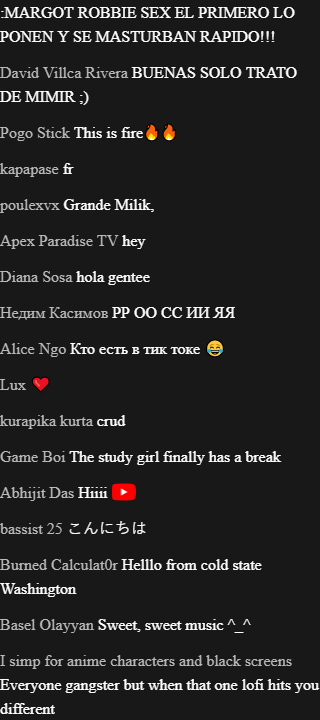 :MARGOT ROBBIE SEX EL PRIMERO LO
PONEN Y SE MASTURBAN RAPIDO!!!
David Villca Rivera BUENAS SOLO TRATO
DE MIMIR ;)
Pogo Stick This is fire🔥🔥
kapapase fr
poulexvx Grande Milik,
Apex Paradise TV hey
Diana Sosa hola gentee
Недим Касимов РР ОО СС ИИ ЯЯ
Alice Ngo Кто есть в тик токе 😂
Lux ❤️
kurapika kurta crud
Game Boi The study girl finally has a break
Abhijit Das Hiiii
bassist 25 こんにちは
Burned Calculat0r Helllo from cold state
Washington
Basel Olayyan Sweet, sweet music ^_^
I simp for anime characters and black screens
Everyone gangster but when that one lofi hits you
different